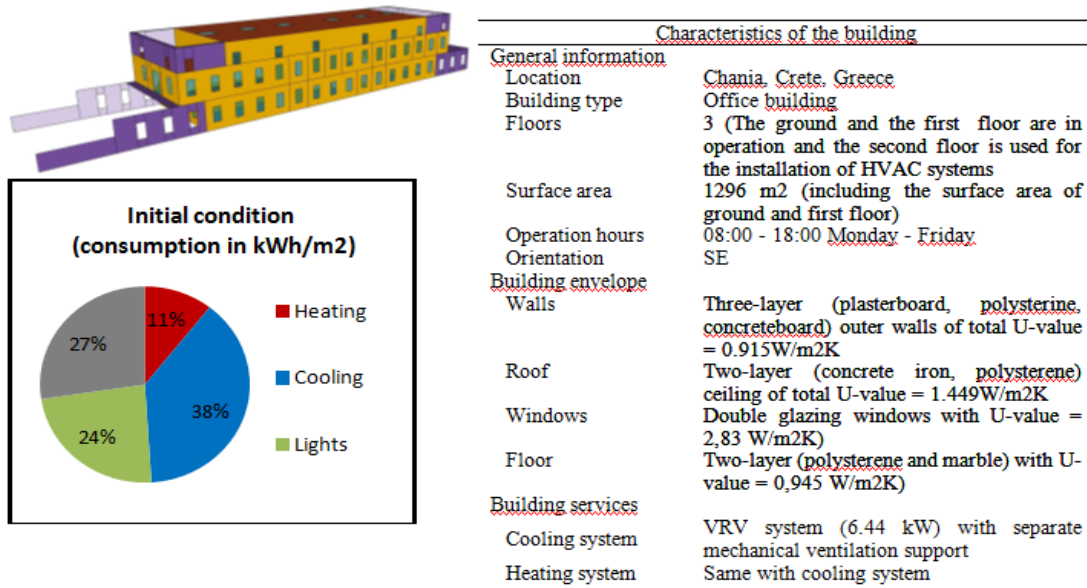 Initial condition
(consumption in kWh/m2)
11%
38%
24%
27%
Heating
Cooling
Lights
Characteristics of the building
General information
Location Chania, Crete, Greece
Building type Office building
Floors 3 (The ground and the first floor are in
operation and the second floor is used for
the installation of HVAC systems
Surface area 1296 m2 (including the surface area of
ground and first floor)
Operation hours 08:00 - 18:00 Monday - Friday
Orientation SE
Building envelope
Walls Three-layer (plasterboard, polysterine,
concreteboard) outer walls of total U-value
= 0.915W/m2K
Roof Two-layer (concrete iron, polysterene)
ceiling of total U-value = 1.449W/m2K
Windows Double glazing windows with U-value =
2,83 W/m2K)
Floor Two-layer (polysterene and marble) with U-
value = 0,945 W/m2K)
Building services
Cooling system VRV system (6.44 kW) with separate
mechanical ventilation support
Heating system Same with cooling system